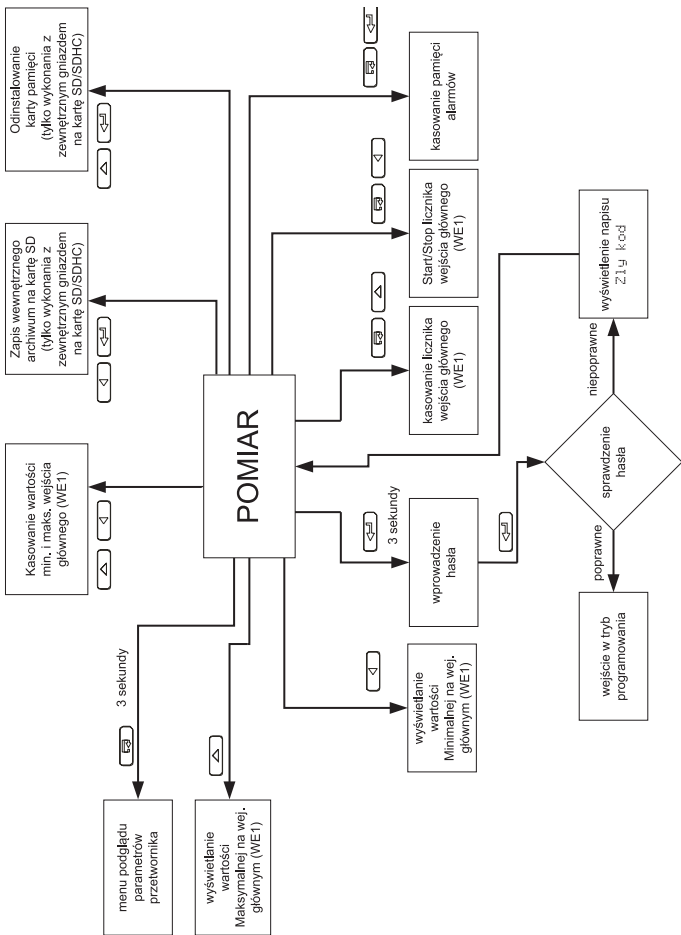 Kasowanie wartości
min. i maks. wejścia
głównego (WE1)
Zapis wewnętrznego
archiwum na kartę SD
(tylko wykonania z
zewnętrznym gniazdem
na kartę SD/SDHC)
Odinstalowanie
karty pamięci
(tylko wykonania z
zewnętrznym gniazdem
na kartę SD/SDHC)
menu podglądu
parametrów
przetwornika
3 sekundy
wyświetlanie
wartości
Maksymalnej na wej.
głównym (WE1)
POMIAR
wyświetlanie
wartości
Minimalnej na wej.
głównym (WE1)
3 sekundy
wprowadzenie
hasła
kasowanie licznika
wejścia głównego
(WE1)
Start/Stop licznika
wejścia głównego
(WE1)
kasowanie pamięci
alarmów
wejście w tryb
programowania
poprawne
sprawdzenie
hasła
niepoprawne
wyświetlenie napisu
Zly kod